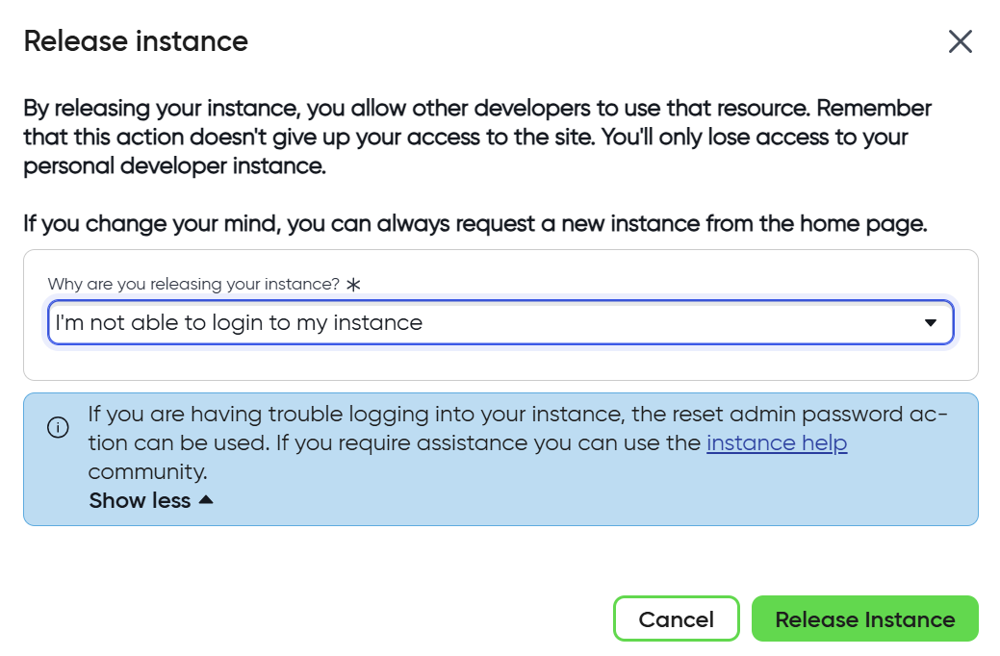 Release instance
By releasing your instance, you allow other developers to use that resource. Remember
that this action doesn't give up your access to the site. You'll only lose access to your
personal developer instance.
If you change your mind, you can always request a new instance from the home page.
Why are you releasing your instance? *
I'm not able to login to my instance
If you are having trouble logging into your instance, the reset admin password ac-
tion can be used. If you require assistance you can use the instance help
community.
Show less
Cancel
Release Instance